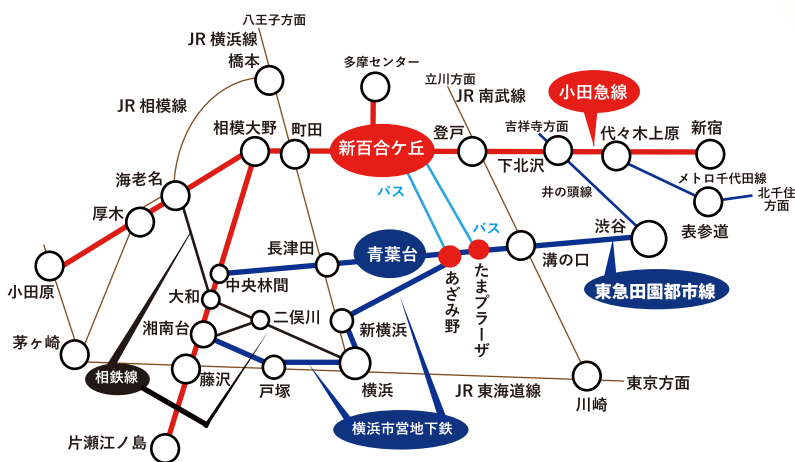 八王子方面
JR 横浜線
橋本
多摩センター
立川方面
JR 南武線
小田急線
JR 相模線
相模大野
町田
新百合ケ丘
登戸
吉祥寺方面
代々木上原
新宿
下北沢
メトロ千代田線
北千住
方面
海老名
バス
井の頭線
表参道
厚木
バス
渋谷
長津田
青葉台
溝の口
小田原
中央林間
あざみ野
たまプラーザ
東急田園都市線
大和
二俣川
新横浜
茅ヶ崎
湘南台
相鉄線
藤沢
戸塚
横浜
JR 東海道線
東京方面
川崎
横浜市営地下鉄
片瀬江ノ島